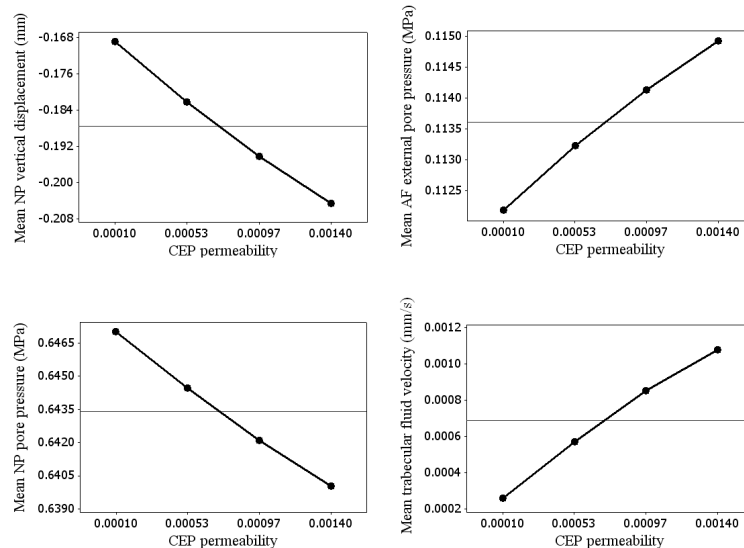 Mean NP vertical displacement (mm)
-0.168
-0.176
-0.184
-0.192
-0.200
-0.208
0.00010 0.00053 0.00097 0.00140
CEP permeability
Mean AF external pore pressure (MPa)
0.1150
0.1145
0.1140
0.1135
0.1130
0.1125
0.00010 0.00053 0.00097 0.00140
CEP permeability
Mean NP pore pressure (MPa)
0.6465
0.6450
0.6435
0.6420
0.6405
0.6390
0.00010 0.00053 0.00097 0.00140
CEP permeability
Mean trabecular fluid velocity (mm/s)
0.0012
0.0010
0.0008
0.0006
0.0004
0.0002
0.00010 0.00053 0.00097 0.00140
CEP permeability